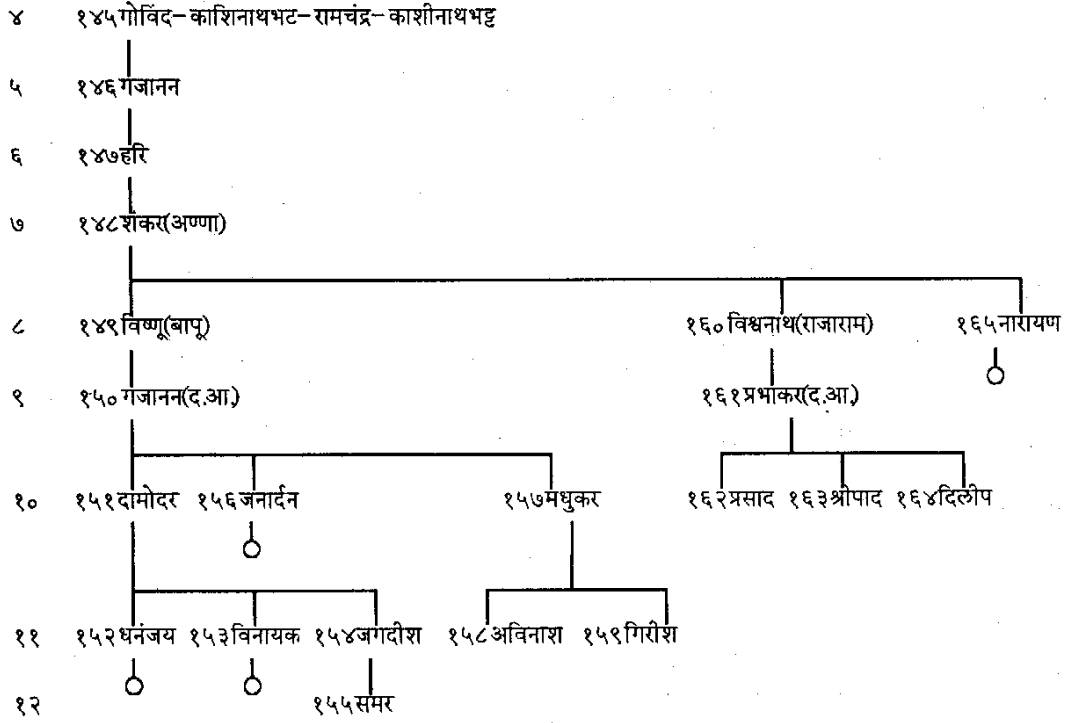 ४ १४५गोविंद-काशिनाथभट-रामचंद्र-काशीनाथभट्ट
५ १४६गजानन
६ १४७हरि
७ १४८शंकर(अण्णा)
८ १४९विष्णू(बापू) १६०विश्वनाथ(राजाराम) १६५नारायण
९ १५०गजानन(द.आ.) १६१प्रभाकर(द.आ.)
१० १५१दामोदर १५६जनार्दन १५७मधुकर १६२प्रसाद १६३श्रीपाद १६४दिलीप
११ १५२धनंजय १५३विनायक १५४जगदीश १५८अविनाश १५९गिरीश
१२ १५५समर